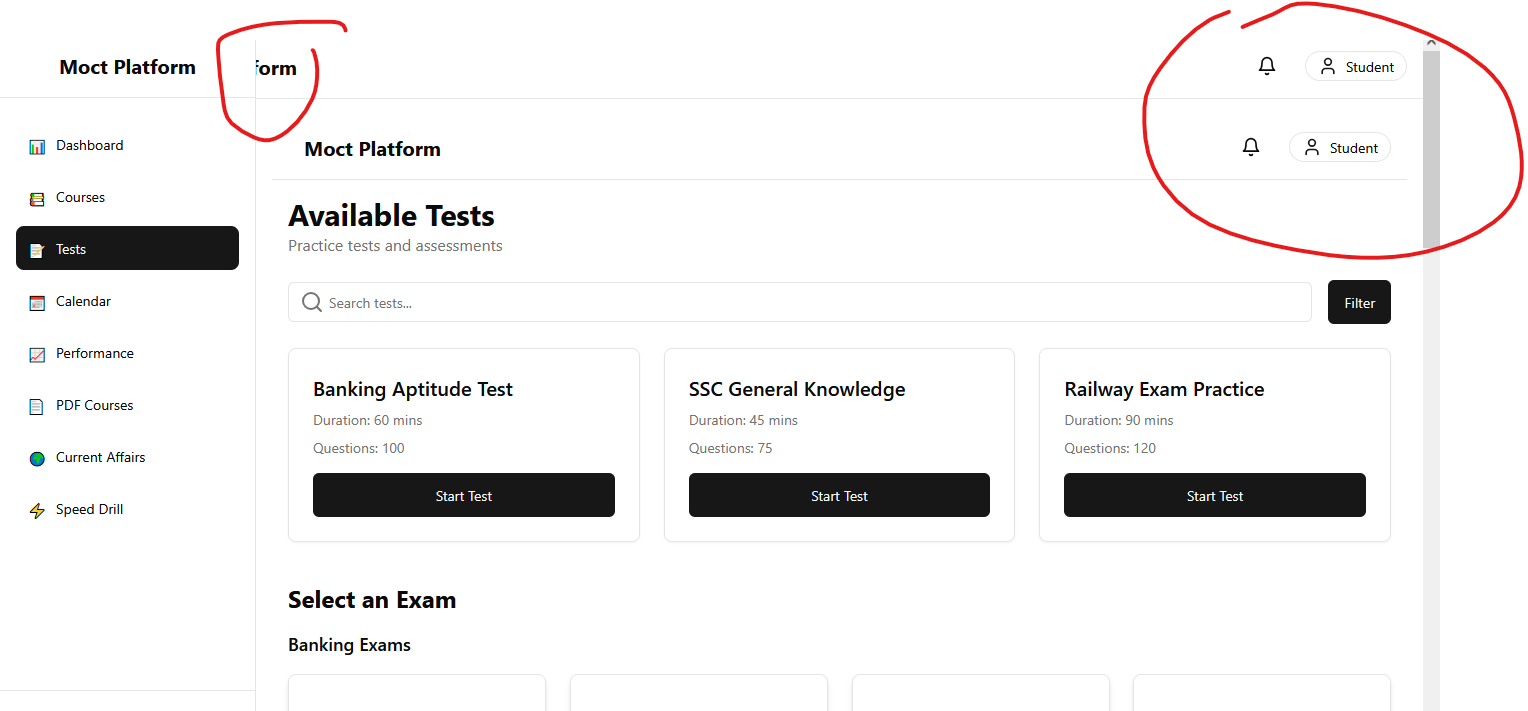 Moct Platform
form
Student
Moct Platform
Student
Dashboard
Courses
Tests
Calendar
Performance
PDF Courses
Current Affairs
Speed Drill
Available Tests
Practice tests and assessments
Search tests...
Filter
Banking Aptitude Test
Duration: 60 mins
Questions: 100
Start Test
SSC General Knowledge
Duration: 45 mins
Questions: 75
Start Test
Railway Exam Practice
Duration: 90 mins
Questions: 120
Start Test
Select an Exam
Banking Exams